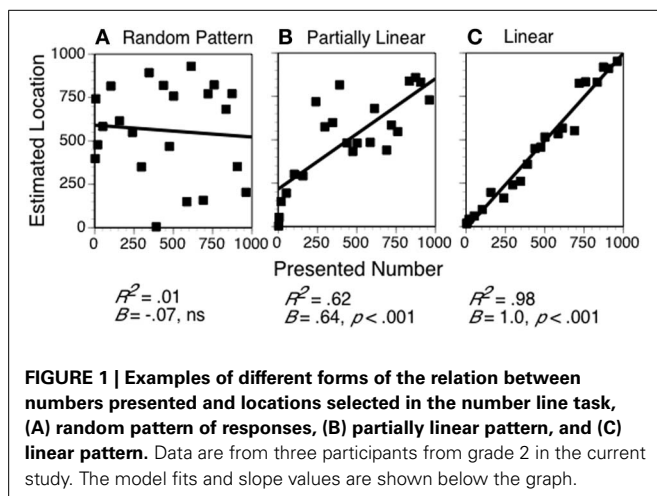 A Random Pattern B Partially Linear C Linear
1000
750
500
250
0
Estimated Location
0 250 500 750 1000 0 250 500 750 1000 0 250 500 750 1000
Presented Number
R² = .01 R² = .62 R² = .98
B = -.07, ns B = .64, p < .001 B = 1.0, p < .001
FIGURE 1 | Examples of different forms of the relation between
numbers presented and locations selected in the number line task,
(A) random pattern of responses, (B) partially linear pattern, and (C)
linear pattern. Data are from three participants from grade 2 in the current
study. The model fits and slope values are shown below the graph.